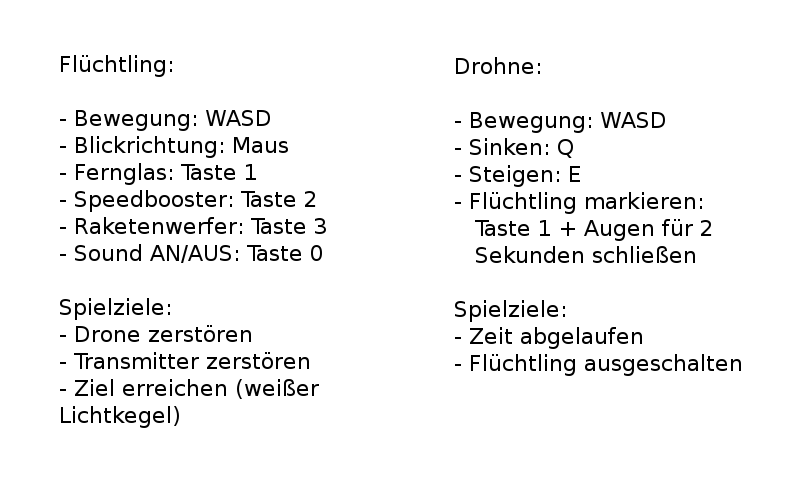 Flüchtling:
- Bewegung: WASD
- Blickrichtung: Maus
- Fernglas: Taste 1
- Speedbooster: Taste 2
- Raketenwerfer: Taste 3
- Sound AN/AUS: Taste 0
Spielziele:
- Drone zerstören
- Transmitter zerstören
- Ziel erreichen (weißer
Lichtkegel)
Drohne:
- Bewegung: WASD
- Sinken: Q
- Steigen: E
- Flüchtling markieren:
Taste 1 + Augen für 2
Sekunden schließen
Spielziele:
- Zeit abgelaufen
- Flüchtling ausgeschalten